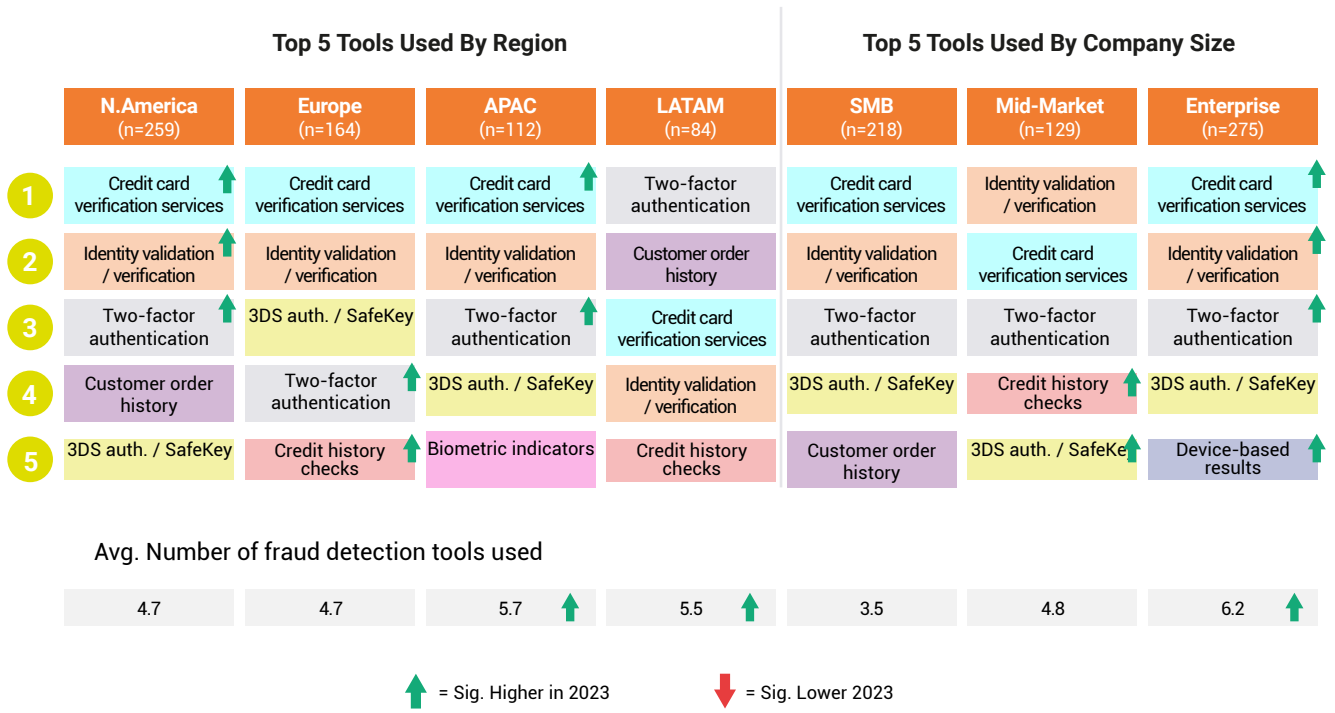 Top 5 Tools Used By Region
Top 5 Tools Used By Company Size
N.America
(n=259)
Europe
(n=164)
APAC
(n=112)
LATAM
(n=84)
SMB
(n=218)
Mid-Market
(n=129)
Enterprise
(n=275)
1
Credit card
verification services
Credit card
verification services
Credit card
verification services
Two-factor
authentication
Credit card
verification services
Identity validation
/ verification
Credit card
verification services
2
Identity validation
/ verification
Identity validation
/ verification
Identity validation
/ verification
Customer order
history
Identity validation
/ verification
Credit card
verification services
Identity validation
/ verification
3
Two-factor
authentication
3DS auth. / SafeKey
Two-factor
authentication
Credit card
verification services
Two-factor
authentication
Two-factor
authentication
Two-factor
authentication
4
Customer order
history
Two-factor
authentication
3DS auth. / SafeKey
Identity validation
/ verification
3DS auth. / SafeKey
Credit history
checks
3DS auth. / SafeKey
5
3DS auth. / SafeKey
Credit history
checks
Biometric indicators
Credit history
checks
Customer order
history
3DS auth. / SafeKey
Device-based
results
Avg. Number of fraud detection tools used
4.7
4.7
5.7
5.5
3.5
4.8
6.2
= Sig. Higher in 2023
= Sig. Lower 2023